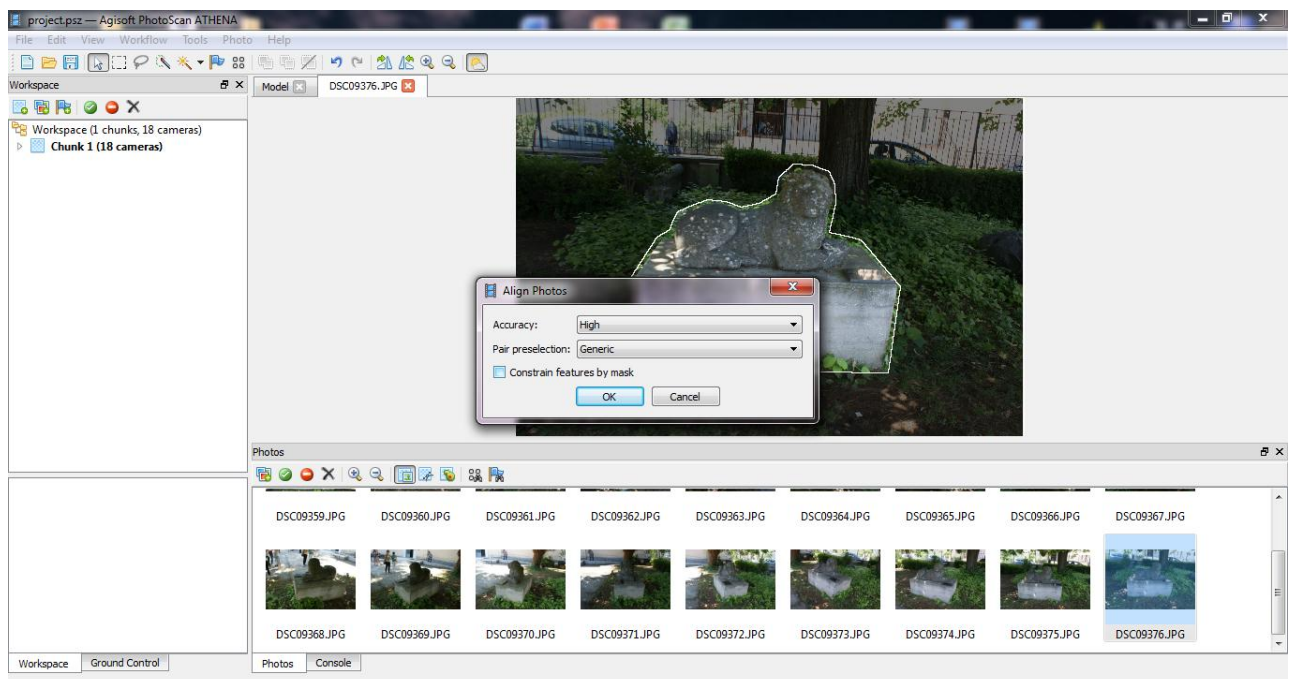 project.psz — Agisoft PhotoScan ATHENA
File Edit View Workflow Tools Photo Help
Workspace
Model DSC09376.JPG
Workspace (1 chunks, 18 cameras)
Chunk 1 (18 cameras)
Align Photos
Accuracy: High
Pair preselection: Generic
Constrain features by mask
OK Cancel
Photos
DSC09359.JPG DSC09360.JPG DSC09361.JPG DSC09362.JPG DSC09363.JPG DSC09364.JPG DSC09365.JPG DSC09366.JPG DSC09367.JPG
DSC09368.JPG DSC09369.JPG DSC09370.JPG DSC09371.JPG DSC09372.JPG DSC09373.JPG DSC09374.JPG DSC09375.JPG DSC09376.JPG
Workspace Ground Control Photos Console